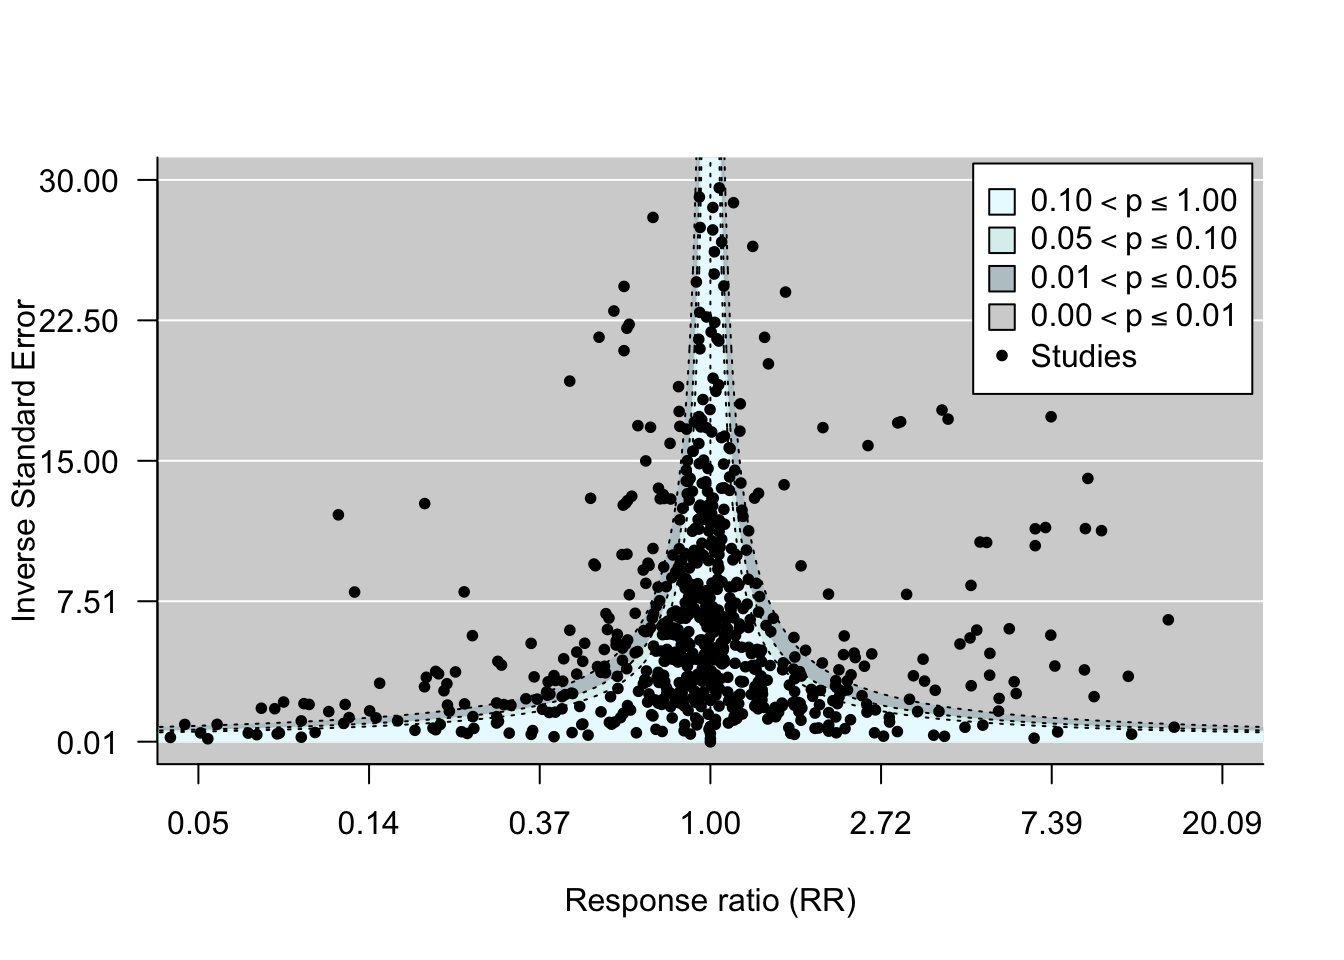 30.00
22.50
15.00
7.51
0.01
Inverse Standard Error
0.10 < p ≤ 1.00
0.05 < p ≤ 0.10
0.01 < p ≤ 0.05
0.00 < p ≤ 0.01
Studies
0.05 0.14 0.37 1.00 2.72 7.39 20.09
Response ratio (RR)